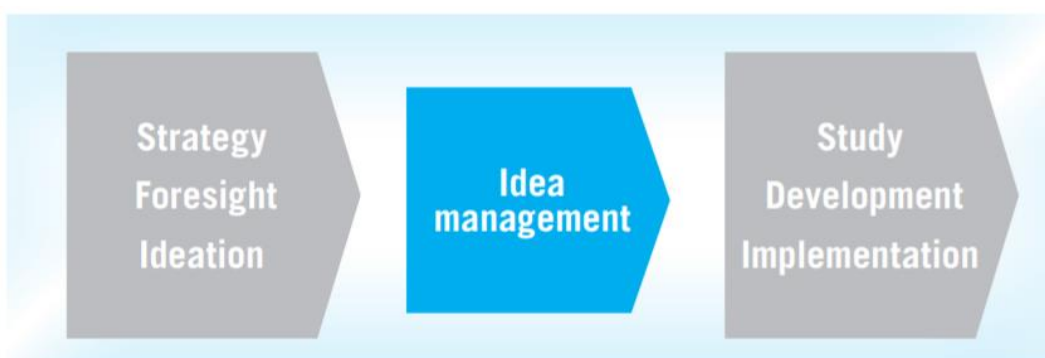 Strategy
Foresight
Ideation
Idea
management
Study
Development
Implementation